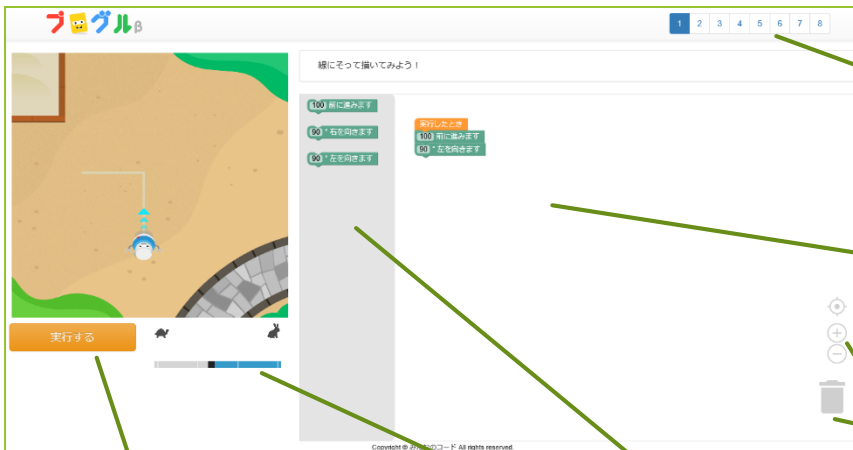 プログルβ
1 2 3 4 5 6 7 8
線にそって描いてみよう！
100 前に進みます
90 ° 右を向きます
90 ° 左を向きます
実行したとき
100 前に進みます
90 ° 左を向きます
実行する
Copyright © みんなのコード All rights reserved.